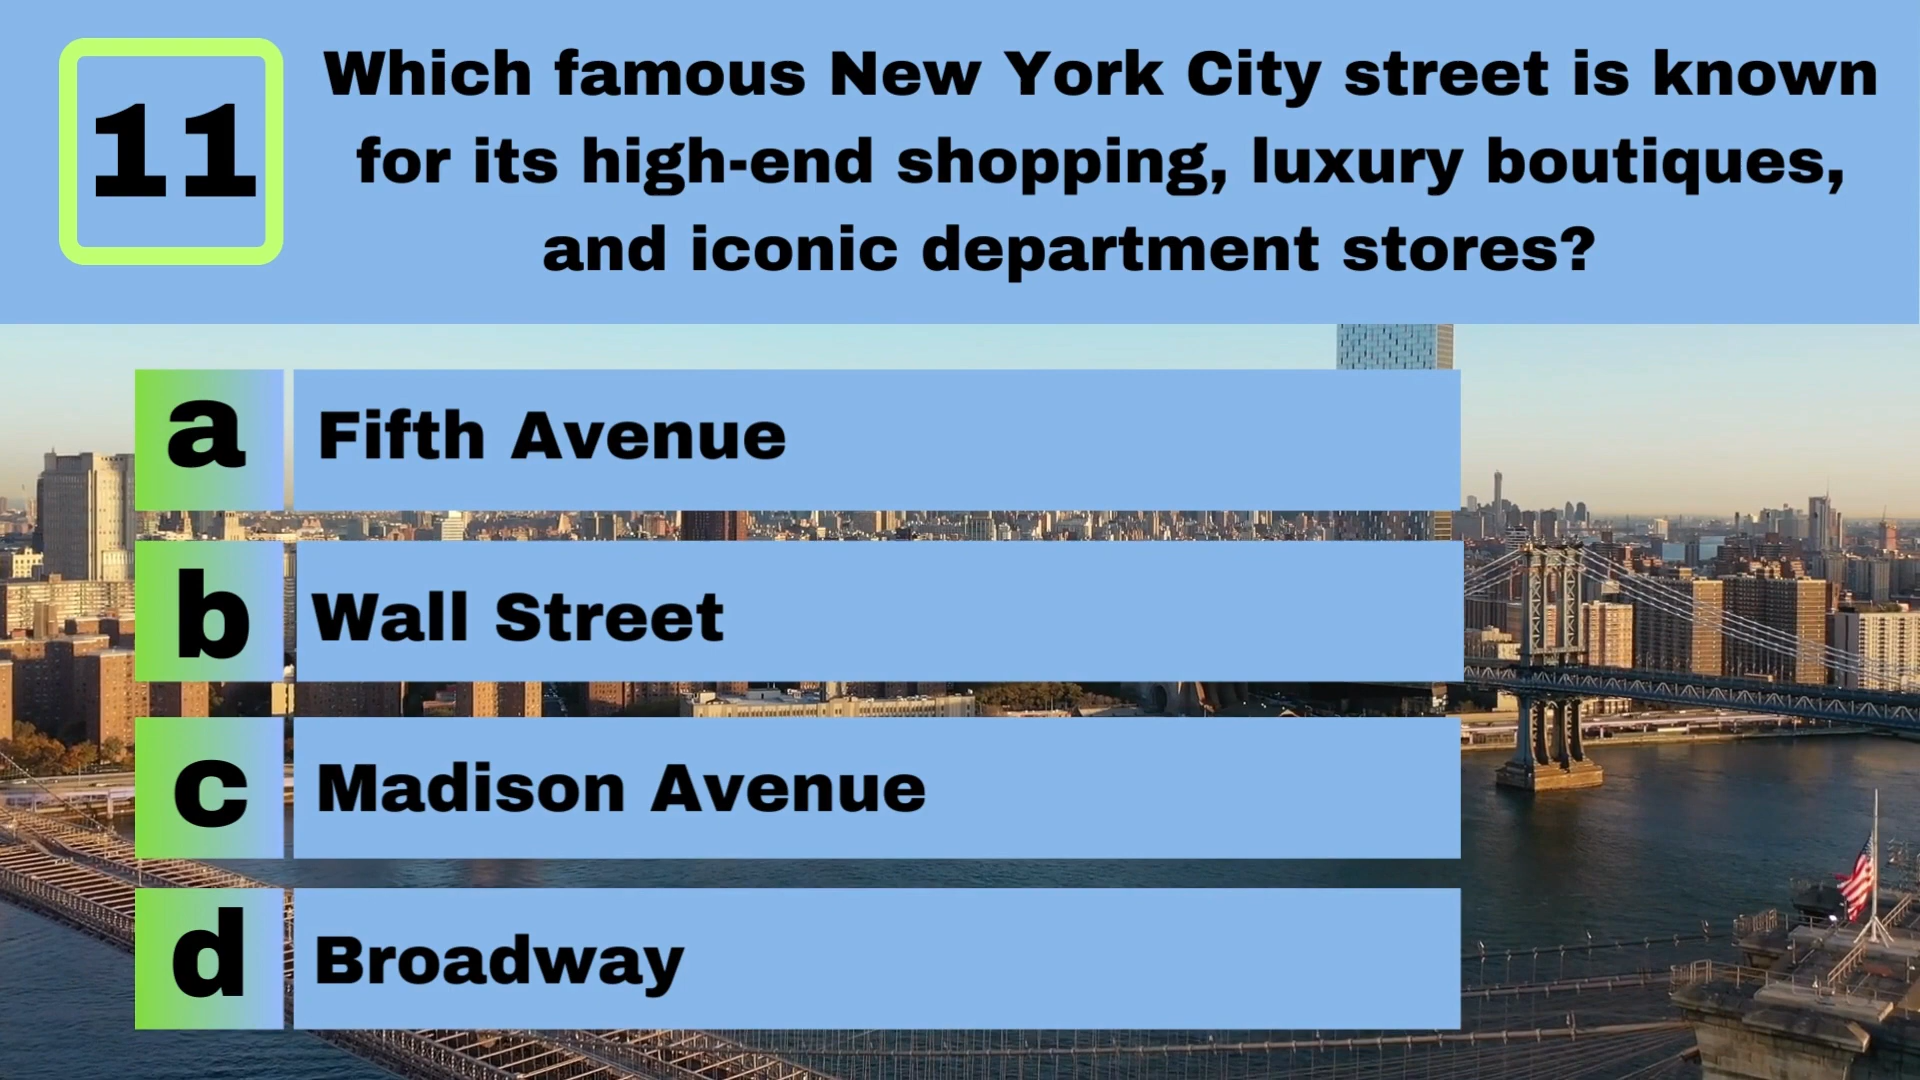 11
Which famous New York City street is known
for its high-end shopping, luxury boutiques,
and iconic department stores?
a Fifth Avenue
b Wall Street
c Madison Avenue
d Broadway